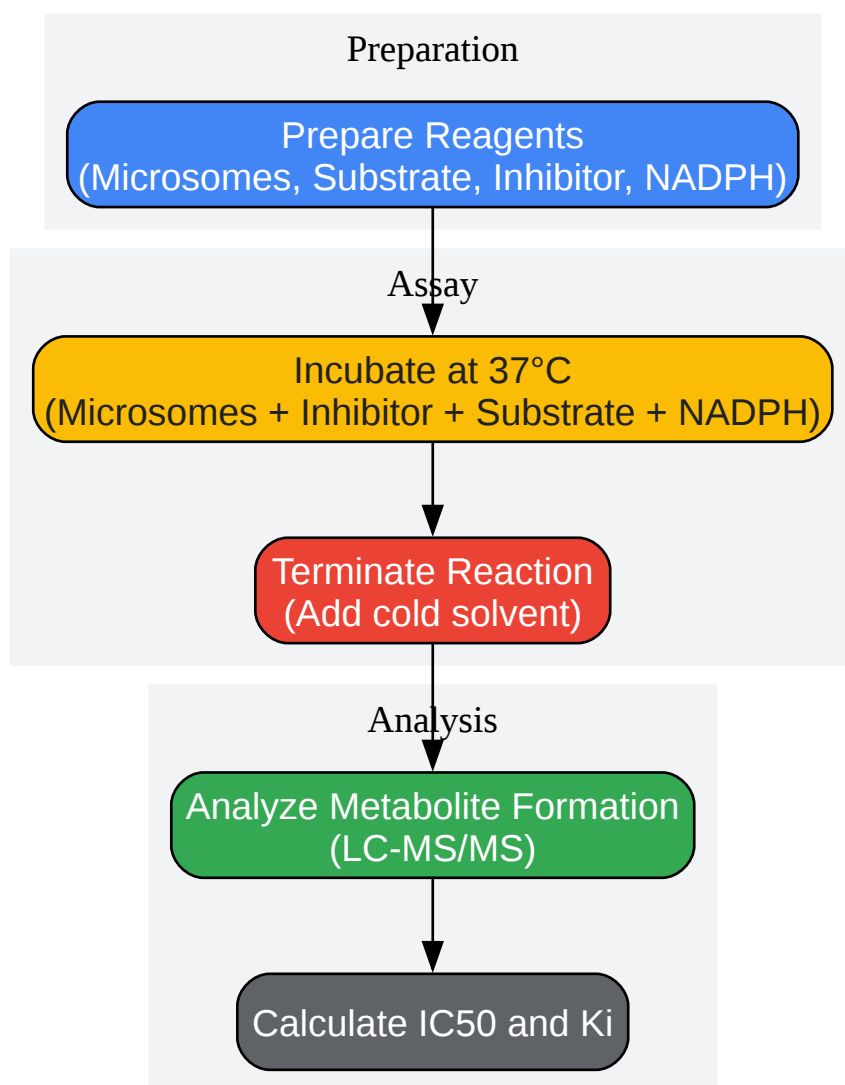 Preparation
Prepare Reagents
(Microsomes, Substrate, Inhibitor, NADPH)
Assay
Incubate at 37°C
(Microsomes + Inhibitor + Substrate + NADPH)
Terminate Reaction
(Add cold solvent)
Analysis
Analyze Metabolite Formation
(LC-MS/MS)
Calculate IC50 and Ki